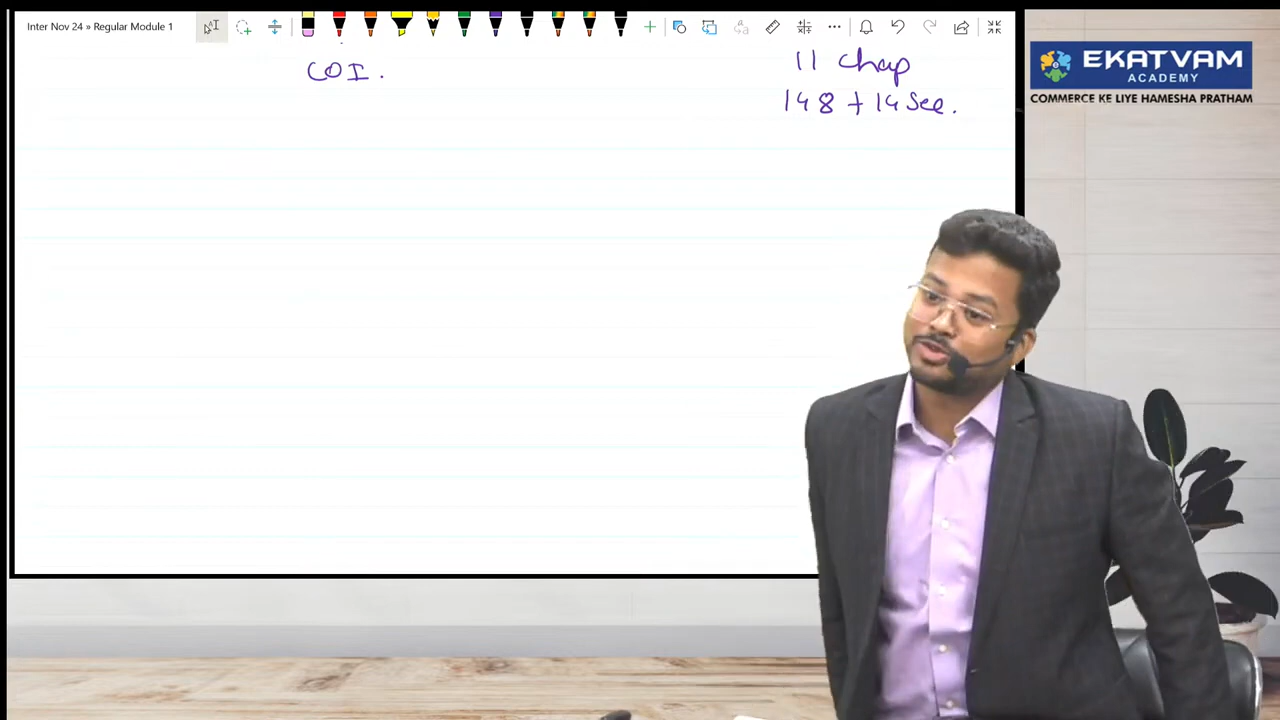 Inter Nov 24 » Regular Module 1
COI.
11 chap
148 + 14 Sec.
EKATVAM
ACADEMY
COMMERCE KE LIYE HAMESHA PRATHAM